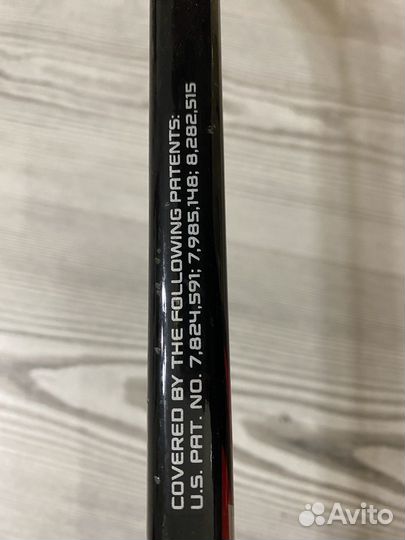 COVERED BY THE FOLLOWING PATENTS:
U.S. PAT. NO. 7,824,591; 7,985,148; 8,282,515
Avito